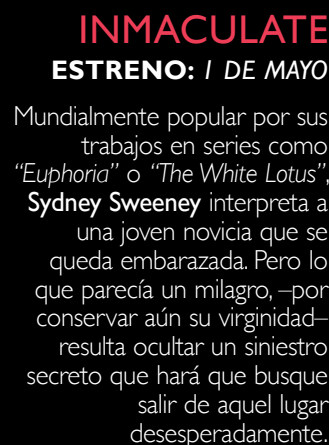 INMACULATE
ESTRENO: 1 DE MAYO
Mundialmente popular por sus
trabajos en series como
“Euphoria” o “The White Lotus”,
Sydney Sweeney interpreta a
una joven novicia que se
queda embarazada. Pero lo
que parecía un milagro, –por
conservar aún su virginidad–
resulta ocultar un siniestro
secreto que hará que busque
salir de aquel lugar
desesperadamente.